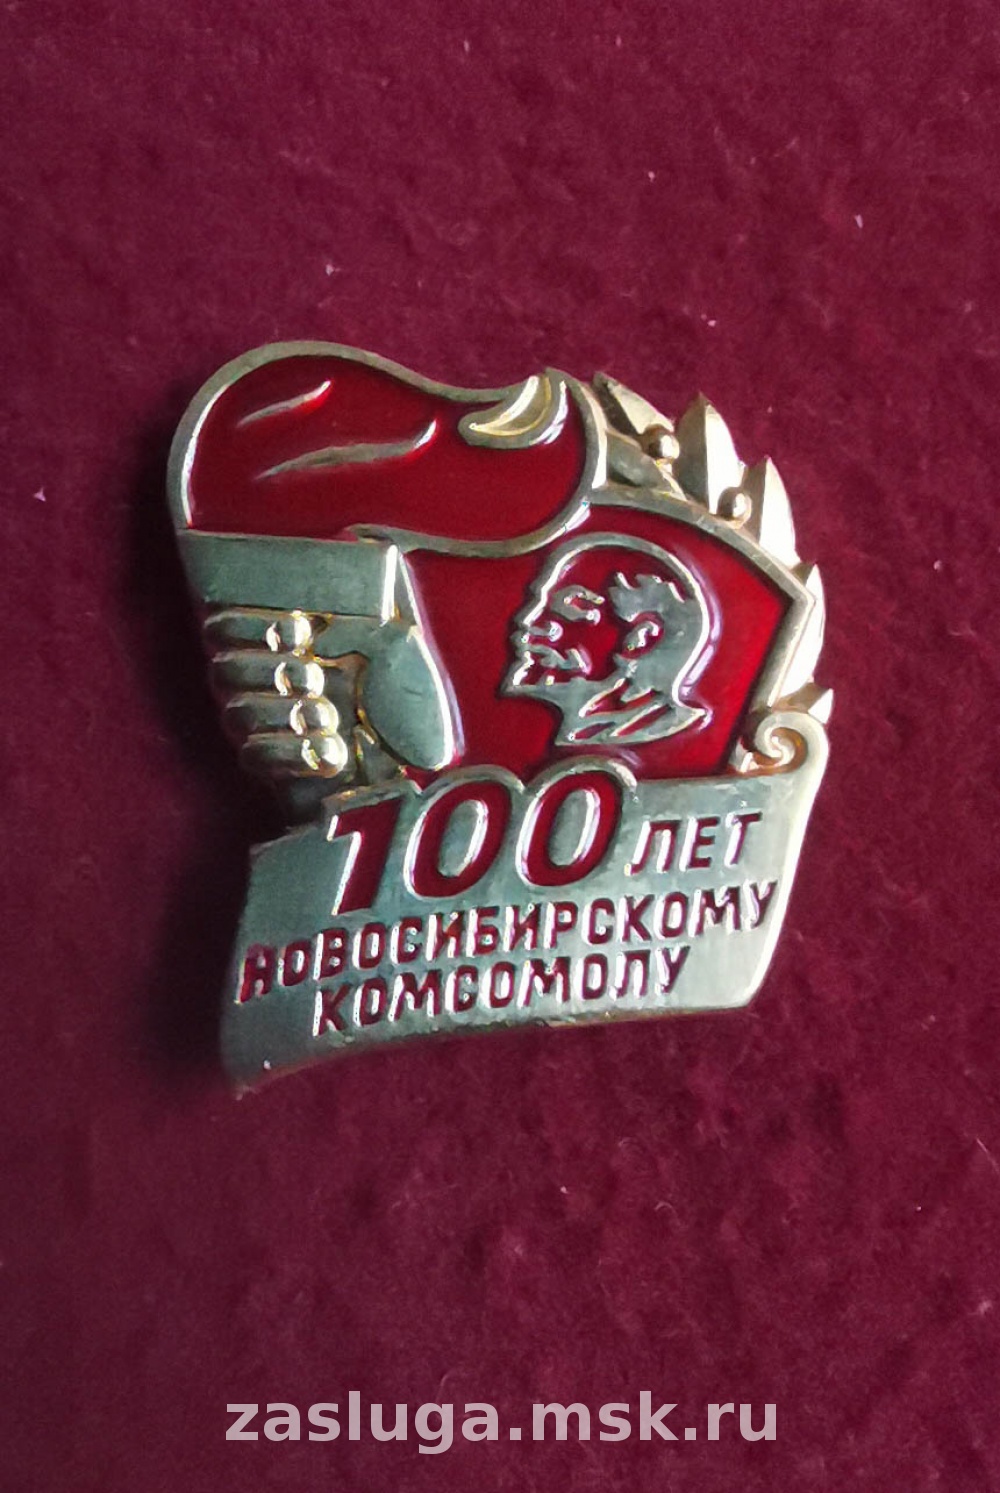 100 ЛЕТ
НОВОСИБИРСКОМУ
КОМСОМОЛУ
zasluga.msk.ru